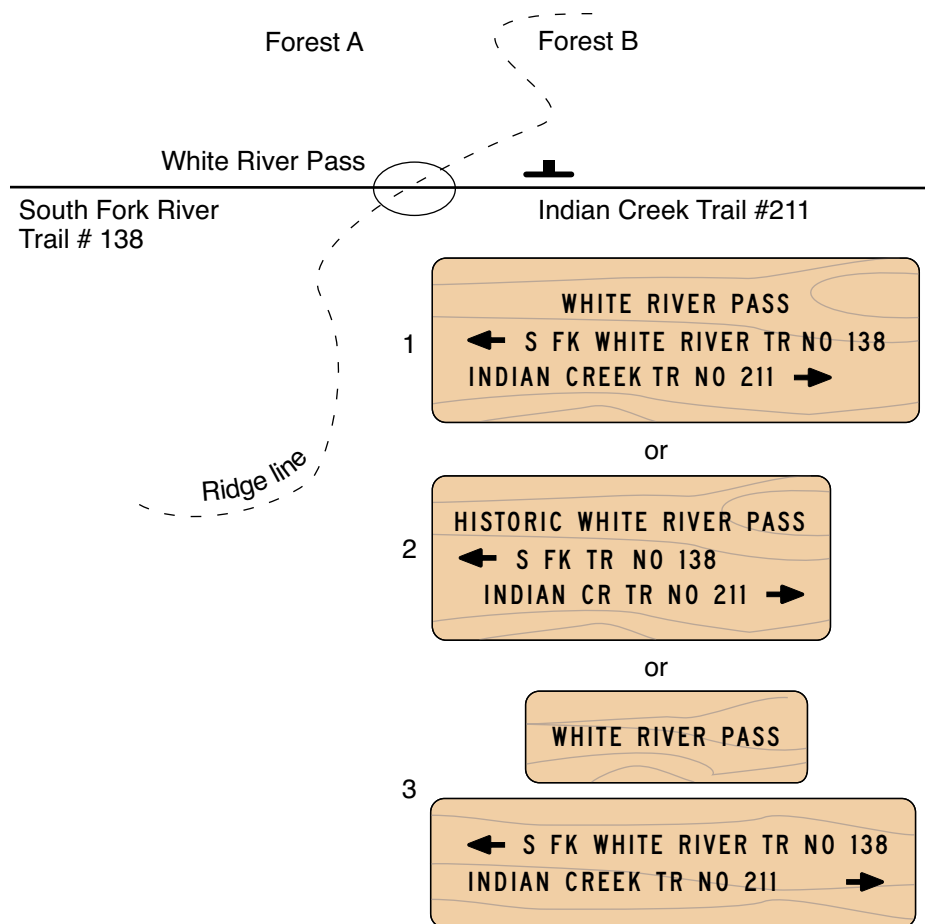 Forest A
Forest B
White River Pass
South Fork River
Trail # 138
Indian Creek Trail #211
Ridge line
1
WHITE RIVER PASS
S FK WHITE RIVER TR NO 138
INDIAN CREEK TR NO 211
or
2
HISTORIC WHITE RIVER PASS
S FK TR NO 138
INDIAN CR TR NO 211
or
3
WHITE RIVER PASS
S FK WHITE RIVER TR NO 138
INDIAN CREEK TR NO 211